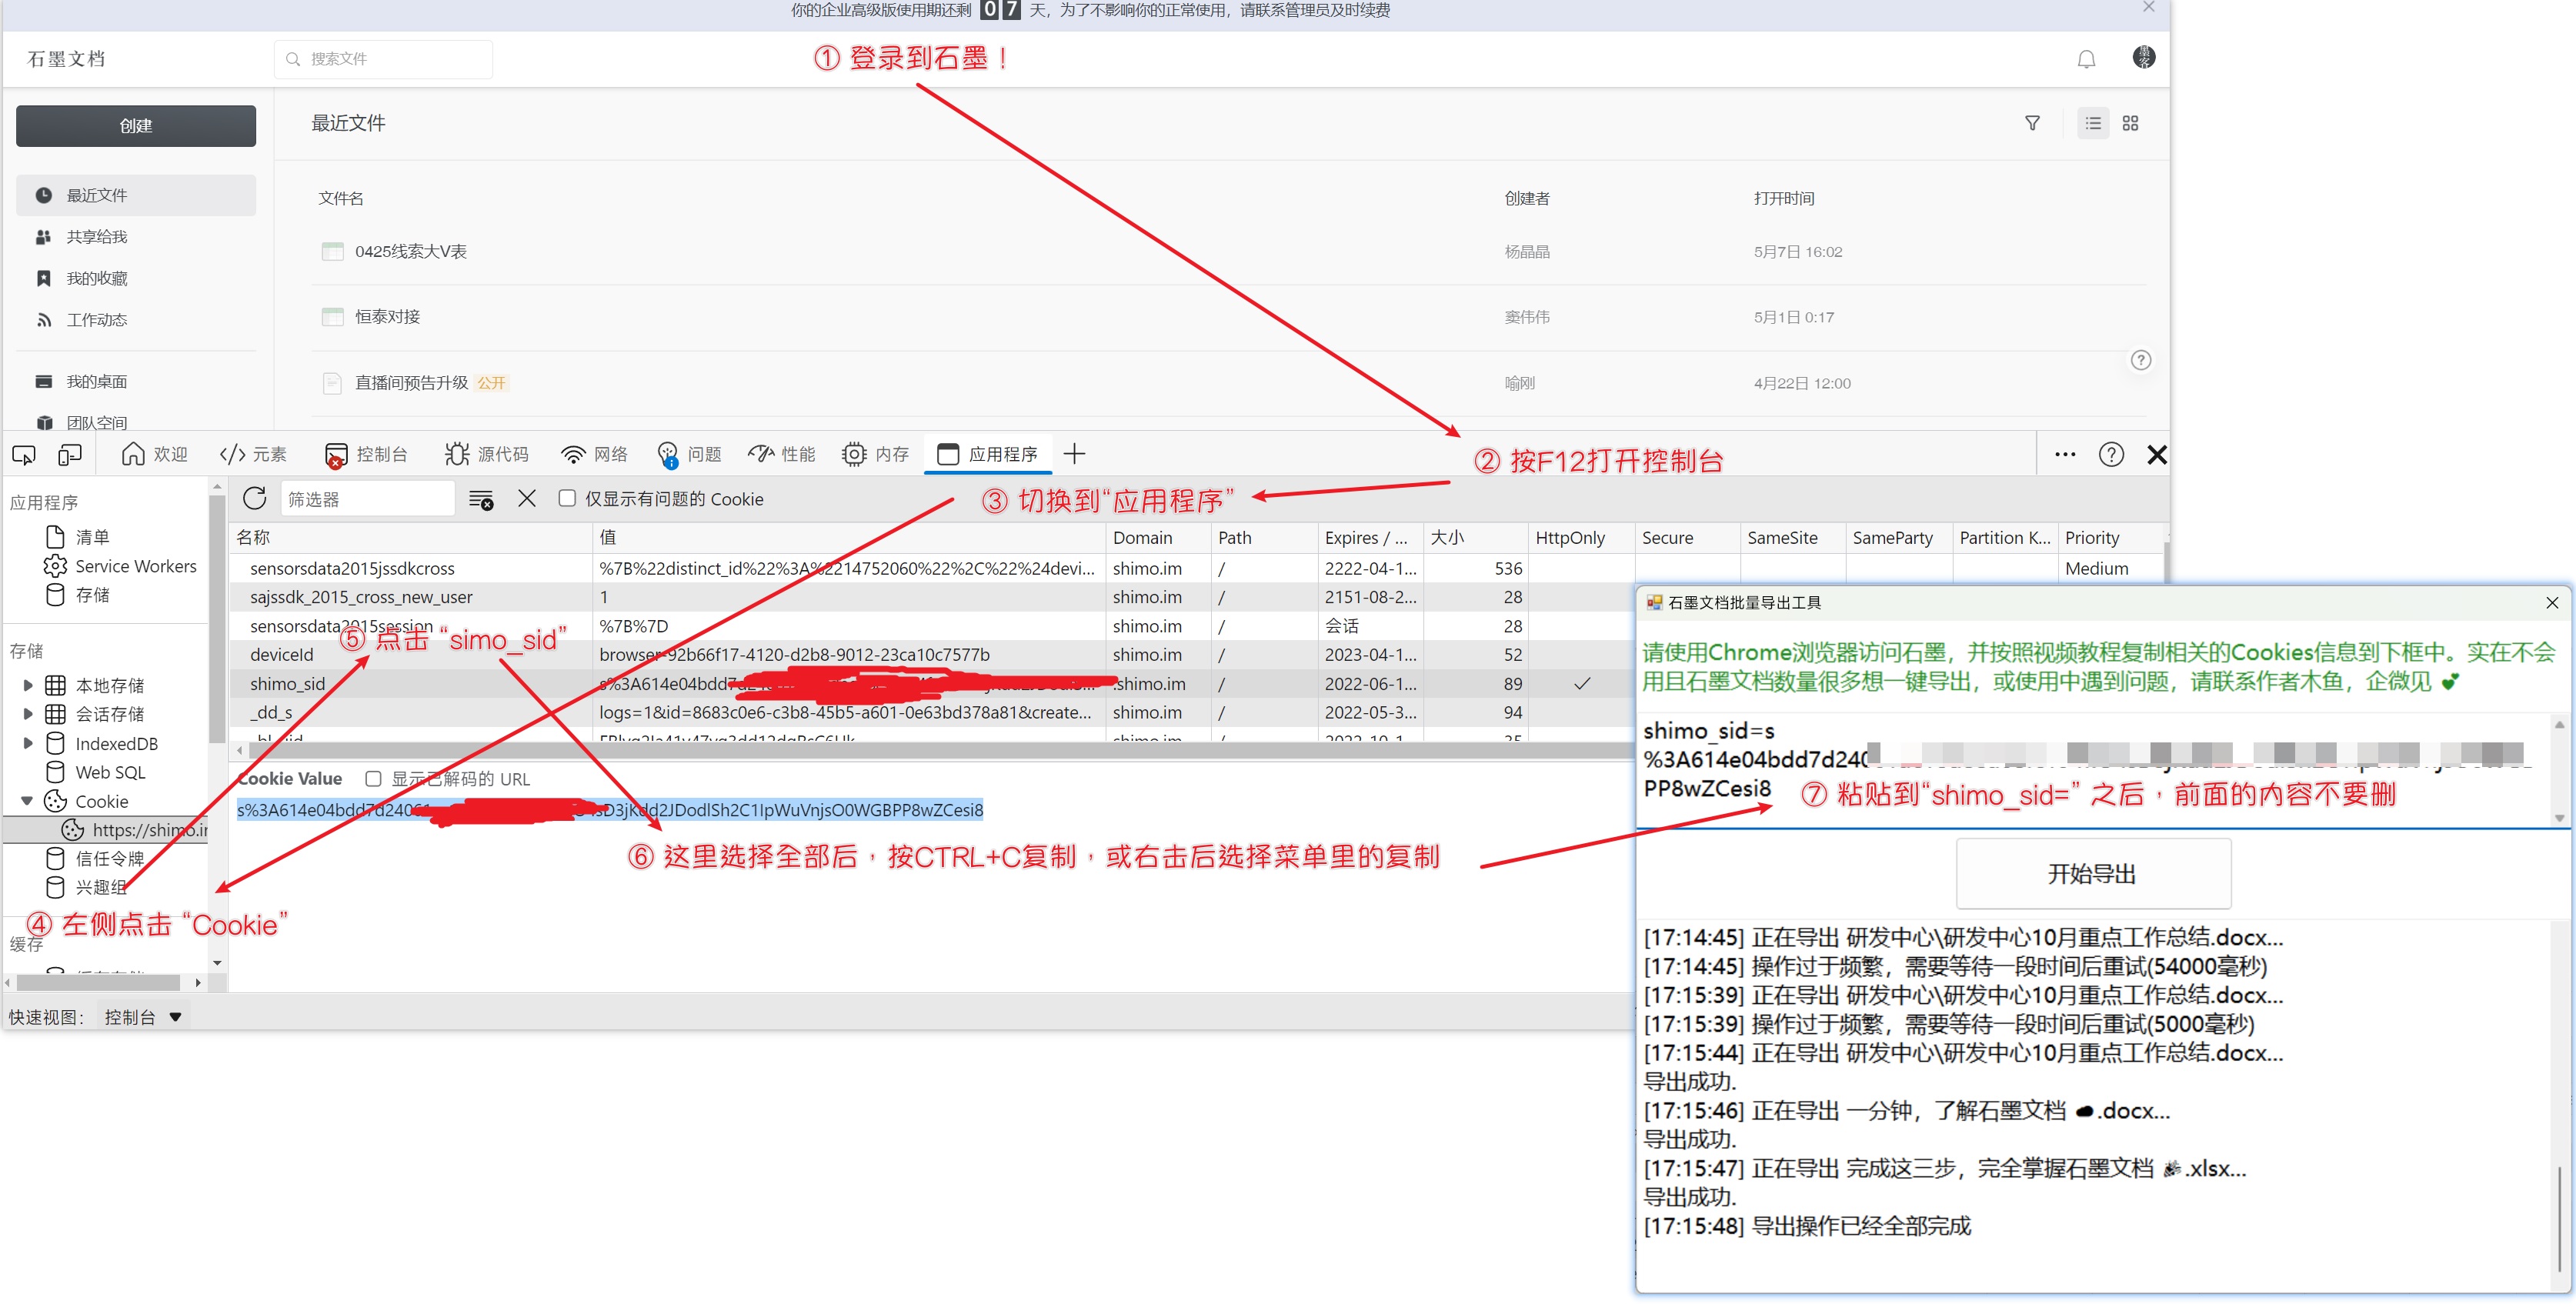 你的企业高级版使用期还剩 07 天，为了不影响你的正常使用，请联系管理员及时续费
石墨文档
搜索文件
① 登录到石墨！
创建
最近文件
最近文件
共享给我
我的收藏
工作动态
我的桌面
团队空间
文件名 创建者 打开时间
0425线索大V表 杨晶晶 5月7日 16:02
恒泰对接 窦伟伟 5月1日 0:17
直播间预告升级 公开 喻刚 4月22日 12:00
欢迎 元素 控制台 源代码 网络 问题 性能 内存 应用程序
② 按F12打开控制台
应用程序
清单
Service Workers
存储
存储
本地存储
会话存储
IndexedDB
Web SQL
Cookie
https://shimo.i
信任令牌
兴趣组
④ 左侧点击 “Cookie”
缓存
筛选器 仅显示有问题的 Cookie
③ 切换到“应用程序”
名称 值 Domain Path Expires / ... 大小 HttpOnly Secure SameSite SameParty Partition K... Priority
sensorsdata2015jssdkcross %7B%22distinct_id%22%3A%2214752060%22%2C%22%24devi... shimo.im / 2222-04-1... 536 Medium
sajssdk_2015_cross_new_user 1 shimo.im / 2151-08-2... 28
sensorsdata2015session %7B%7D shimo.im / 会话 28
⑤ 点击 “simo_sid”
deviceId browser-92b66f17-4120-d2b8-9012-23ca10c7577b shimo.im / 2023-04-1... 52
shimo_sid s%3A614e04bdd7d2 .shimo.im / 2022-06-1... 89
_dd_s logs=1&id=8683c0e6-c3b8-45b5-a601-0e63bd378a81&create... shimo.im / 2022-05-3... 94
Cookie Value 显示已解码的 URL
s%3A614e04bdd7d24061 sD3jKdd2JDodlSh2C1IpWuVnjsO0WGBPP8wZCesi8
⑥ 这里选择全部后，按CTRL+C复制，或右击后选择菜单里的复制
快速视图： 控制台
石墨文档批量导出工具
请使用Chrome浏览器访问石墨，并按照视频教程复制相关的Cookies信息到下框中。实在不会
用且石墨文档数量很多想一键导出，或使用中遇到问题，请联系作者木鱼，企微见 💕
shimo_sid=s
%3A614e04bdd7d240
PP8wZCesi8
⑦ 粘贴到“shimo_sid=” 之后，前面的内容不要删
开始导出
[17:14:45] 正在导出 研发中心\研发中心10月重点工作总结.docx...
[17:14:45] 操作过于频繁，需要等待一段时间后重试(54000毫秒)
[17:15:39] 正在导出 研发中心\研发中心10月重点工作总结.docx...
[17:15:39] 操作过于频繁，需要等待一段时间后重试(5000毫秒)
[17:15:44] 正在导出 研发中心\研发中心10月重点工作总结.docx...
导出成功.
[17:15:46] 正在导出 一分钟，了解石墨文档 ☁.docx...
导出成功.
[17:15:47] 正在导出 完成这三步，完全掌握石墨文档 🎉.xlsx...
导出成功.
[17:15:48] 导出操作已经全部完成